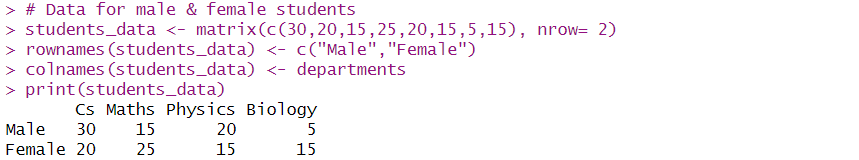 > # Data for male & female students
> students_data <- matrix(c(30,20,15,25,20,15,5,15), nrow= 2)
> rownames(students_data) <- c("Male","Female")
> colnames(students_data) <- departments
> print(students_data)
       Cs Maths Physics Biology
Male   30    15      20       5
Female 20    25      15      15